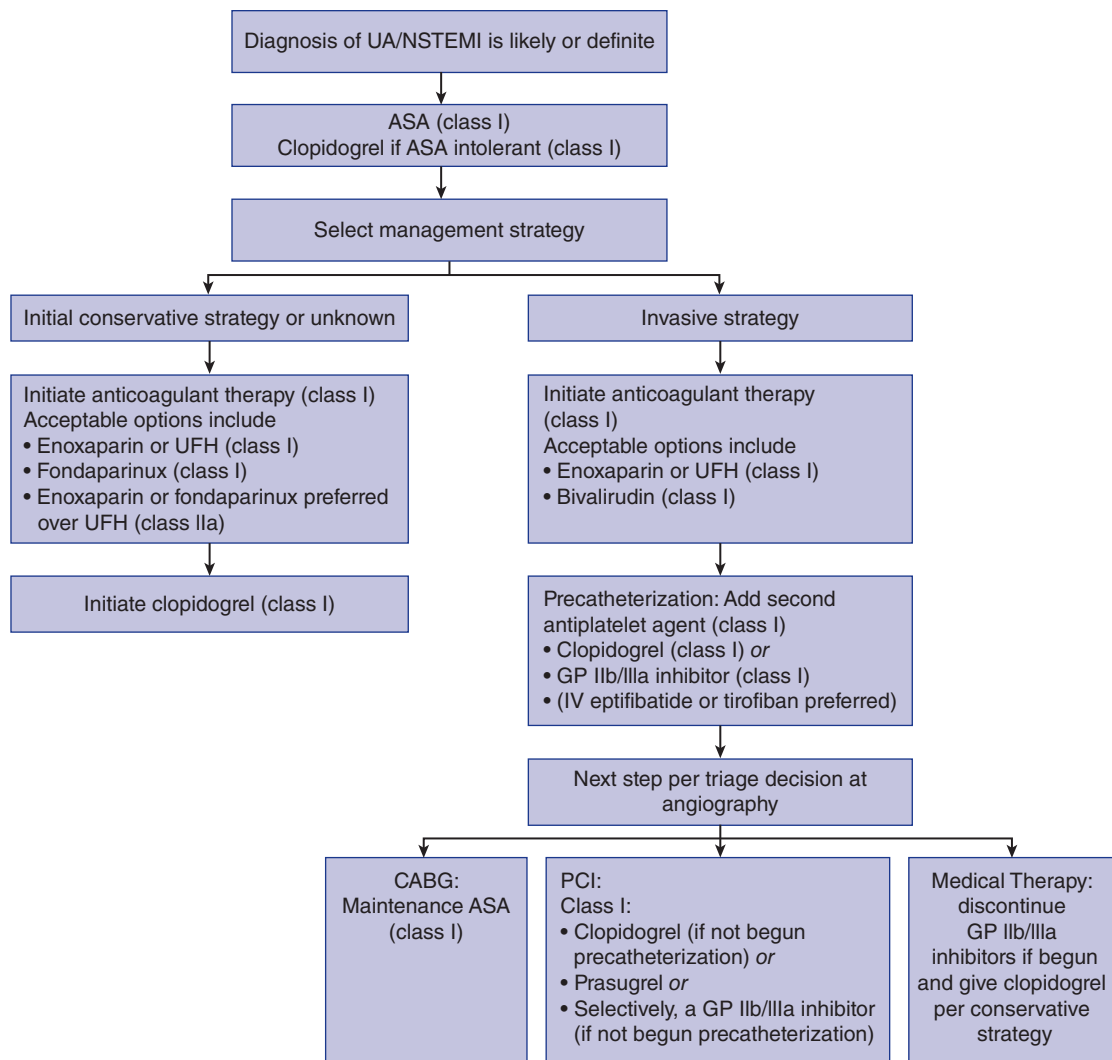 Diagnosis of UA/NSTEMI is likely or definite
ASA (class I)
Clopidogrel if ASA intolerant (class I)
Select management strategy
Initial conservative strategy or unknown
Invasive strategy
Initiate anticoagulant therapy (class I)
Acceptable options include
• Enoxaparin or UFH (class I)
• Fondaparinux (class I)
• Enoxaparin or fondaparinux preferred
over UFH (class IIa)
Initiate clopidogrel (class I)
Initiate anticoagulant therapy
(class I)
Acceptable options include
• Enoxaparin or UFH (class I)
• Bivalirudin (class I)
Precatheterization: Add second
antiplatelet agent (class I)
• Clopidogrel (class I) or
• GP IIb/IIIa inhibitor (class I)
• (IV eptifibatide or tirofiban preferred)
Next step per triage decision at
angiography
CABG:
Maintenance ASA
(class I)
PCI:
Class I:
• Clopidogrel (if not begun
precatheterization) or
• Prasugrel or
• Selectively, a GP IIb/IIIa inhibitor
(if not begun precatheterization)
Medical Therapy:
discontinue
GP IIb/IIIa
inhibitors if begun
and give clopidogrel
per conservative
strategy